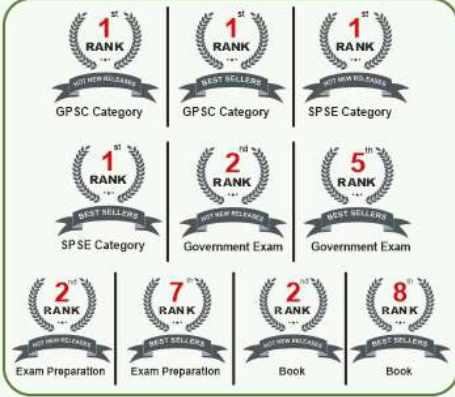 1st 1st 1st
RANK RANK RANK
HOT NEW RELEASES BEST SELLERS HOT NEW RELEASES
GPSC Category GPSC Category SPSE Category
1st 2nd 5th
RANK RANK RANK
BEST SELLERS HOT NEW RELEASES BEST SELLERS
SPSE Category Government Exam Government Exam
2nd 7th 2nd 8th
RANK RANK RANK RANK
HOT NEW RELEASES BEST SELLERS HOT NEW RELEASES BEST SELLERS
Exam Preparation Exam Preparation Book Book